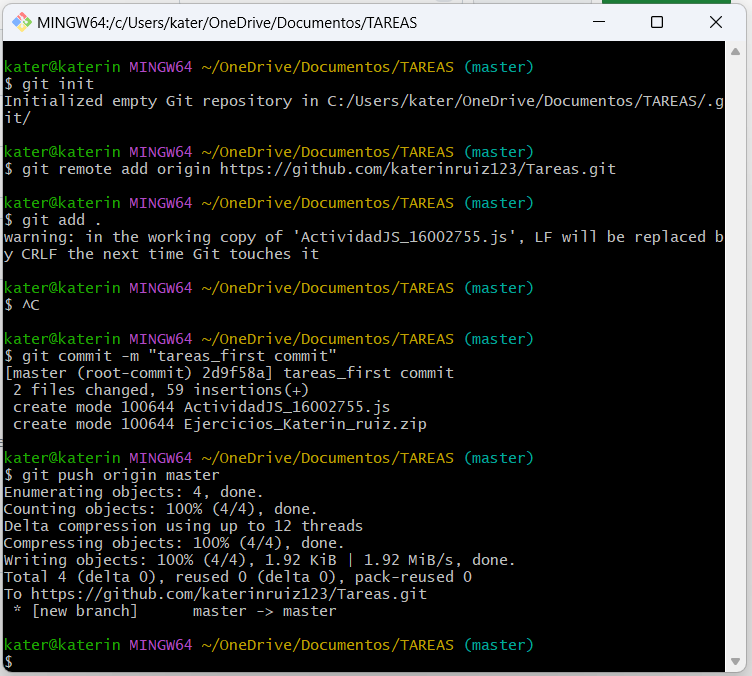 MINGW64:/c/Users/kater/OneDrive/Documentos/TAREAS
kater@katerin MINGW64 ~/OneDrive/Documentos/TAREAS (master)
$ git init
Initialized empty Git repository in C:/Users/kater/OneDrive/Documentos/TAREAS/.g
it/
kater@katerin MINGW64 ~/OneDrive/Documentos/TAREAS (master)
$ git remote add origin https://github.com/katerinruiz123/Tareas.git
kater@katerin MINGW64 ~/OneDrive/Documentos/TAREAS (master)
$ git add .
warning: in the working copy of 'ActividadJS_16002755.js', LF will be replaced b
y CRLF the next time Git touches it
kater@katerin MINGW64 ~/OneDrive/Documentos/TAREAS (master)
$ ^C
kater@katerin MINGW64 ~/OneDrive/Documentos/TAREAS (master)
$ git commit -m "tareas_first commit"
[master (root-commit) 2d9f58a] tareas_first commit
 2 files changed, 59 insertions(+)
 create mode 100644 ActividadJS_16002755.js
 create mode 100644 Ejercicios_Katerin_ruiz.zip
kater@katerin MINGW64 ~/OneDrive/Documentos/TAREAS (master)
$ git push origin master
Enumerating objects: 4, done.
Counting objects: 100% (4/4), done.
Delta compression using up to 12 threads
Compressing objects: 100% (4/4), done.
Writing objects: 100% (4/4), 1.92 KiB | 1.92 MiB/s, done.
Total 4 (delta 0), reused 0 (delta 0), pack-reused 0
To https://github.com/katerinruiz123/Tareas.git
 * [new branch]      master -> master
kater@katerin MINGW64 ~/OneDrive/Documentos/TAREAS (master)
$